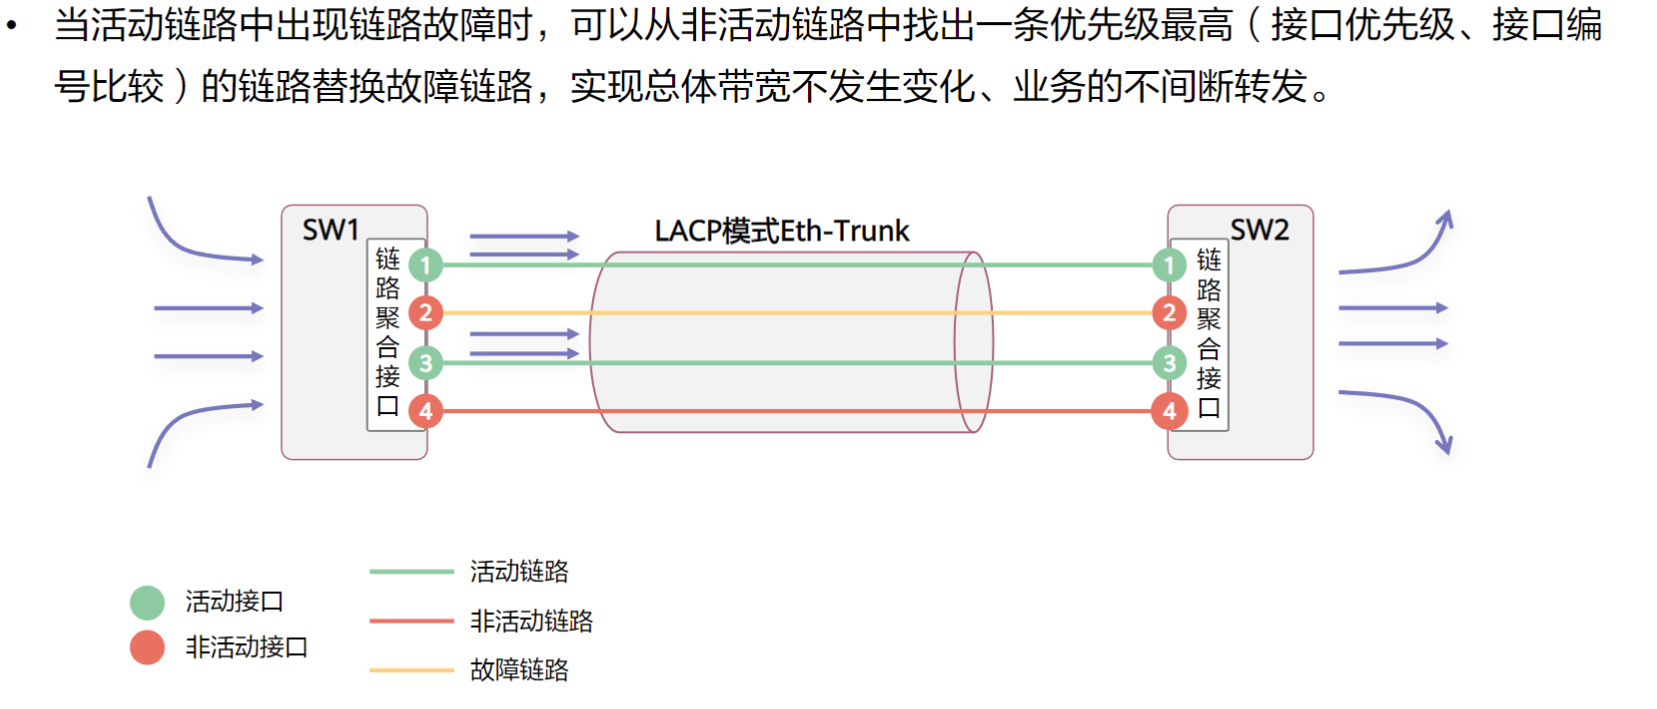 • 当活动链路中出现链路故障时，可以从非活动链路中找出一条优先级最高（接口优先级、接口编
号比较）的链路替换故障链路，实现总体带宽不发生变化、业务的不间断转发。
SW1
LACP模式Eth-Trunk
SW2
链路聚合接口
1
2
3
4
1
2
3
4
链路聚合接口
活动接口
非活动接口
活动链路
非活动链路
故障链路